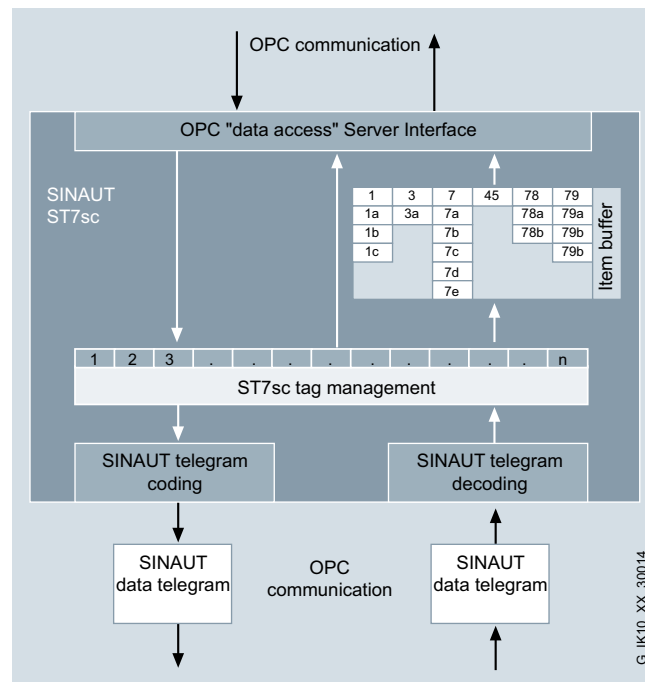 OPC communication
OPC "data access" Server Interface
SINAUT
ST7sc
1 3 7 45 78 79
1a 3a 7a 78a 79a
1b 7b 78b 79b
1c 7c 79b
7d
7e
Item buffer
1 2 3 . . . . . . . . . n
ST7sc tag management
SINAUT telegram
coding
SINAUT telegram
decoding
SINAUT
data telegram
OPC
communication
SINAUT
data telegram
G_IK10_XX_30014